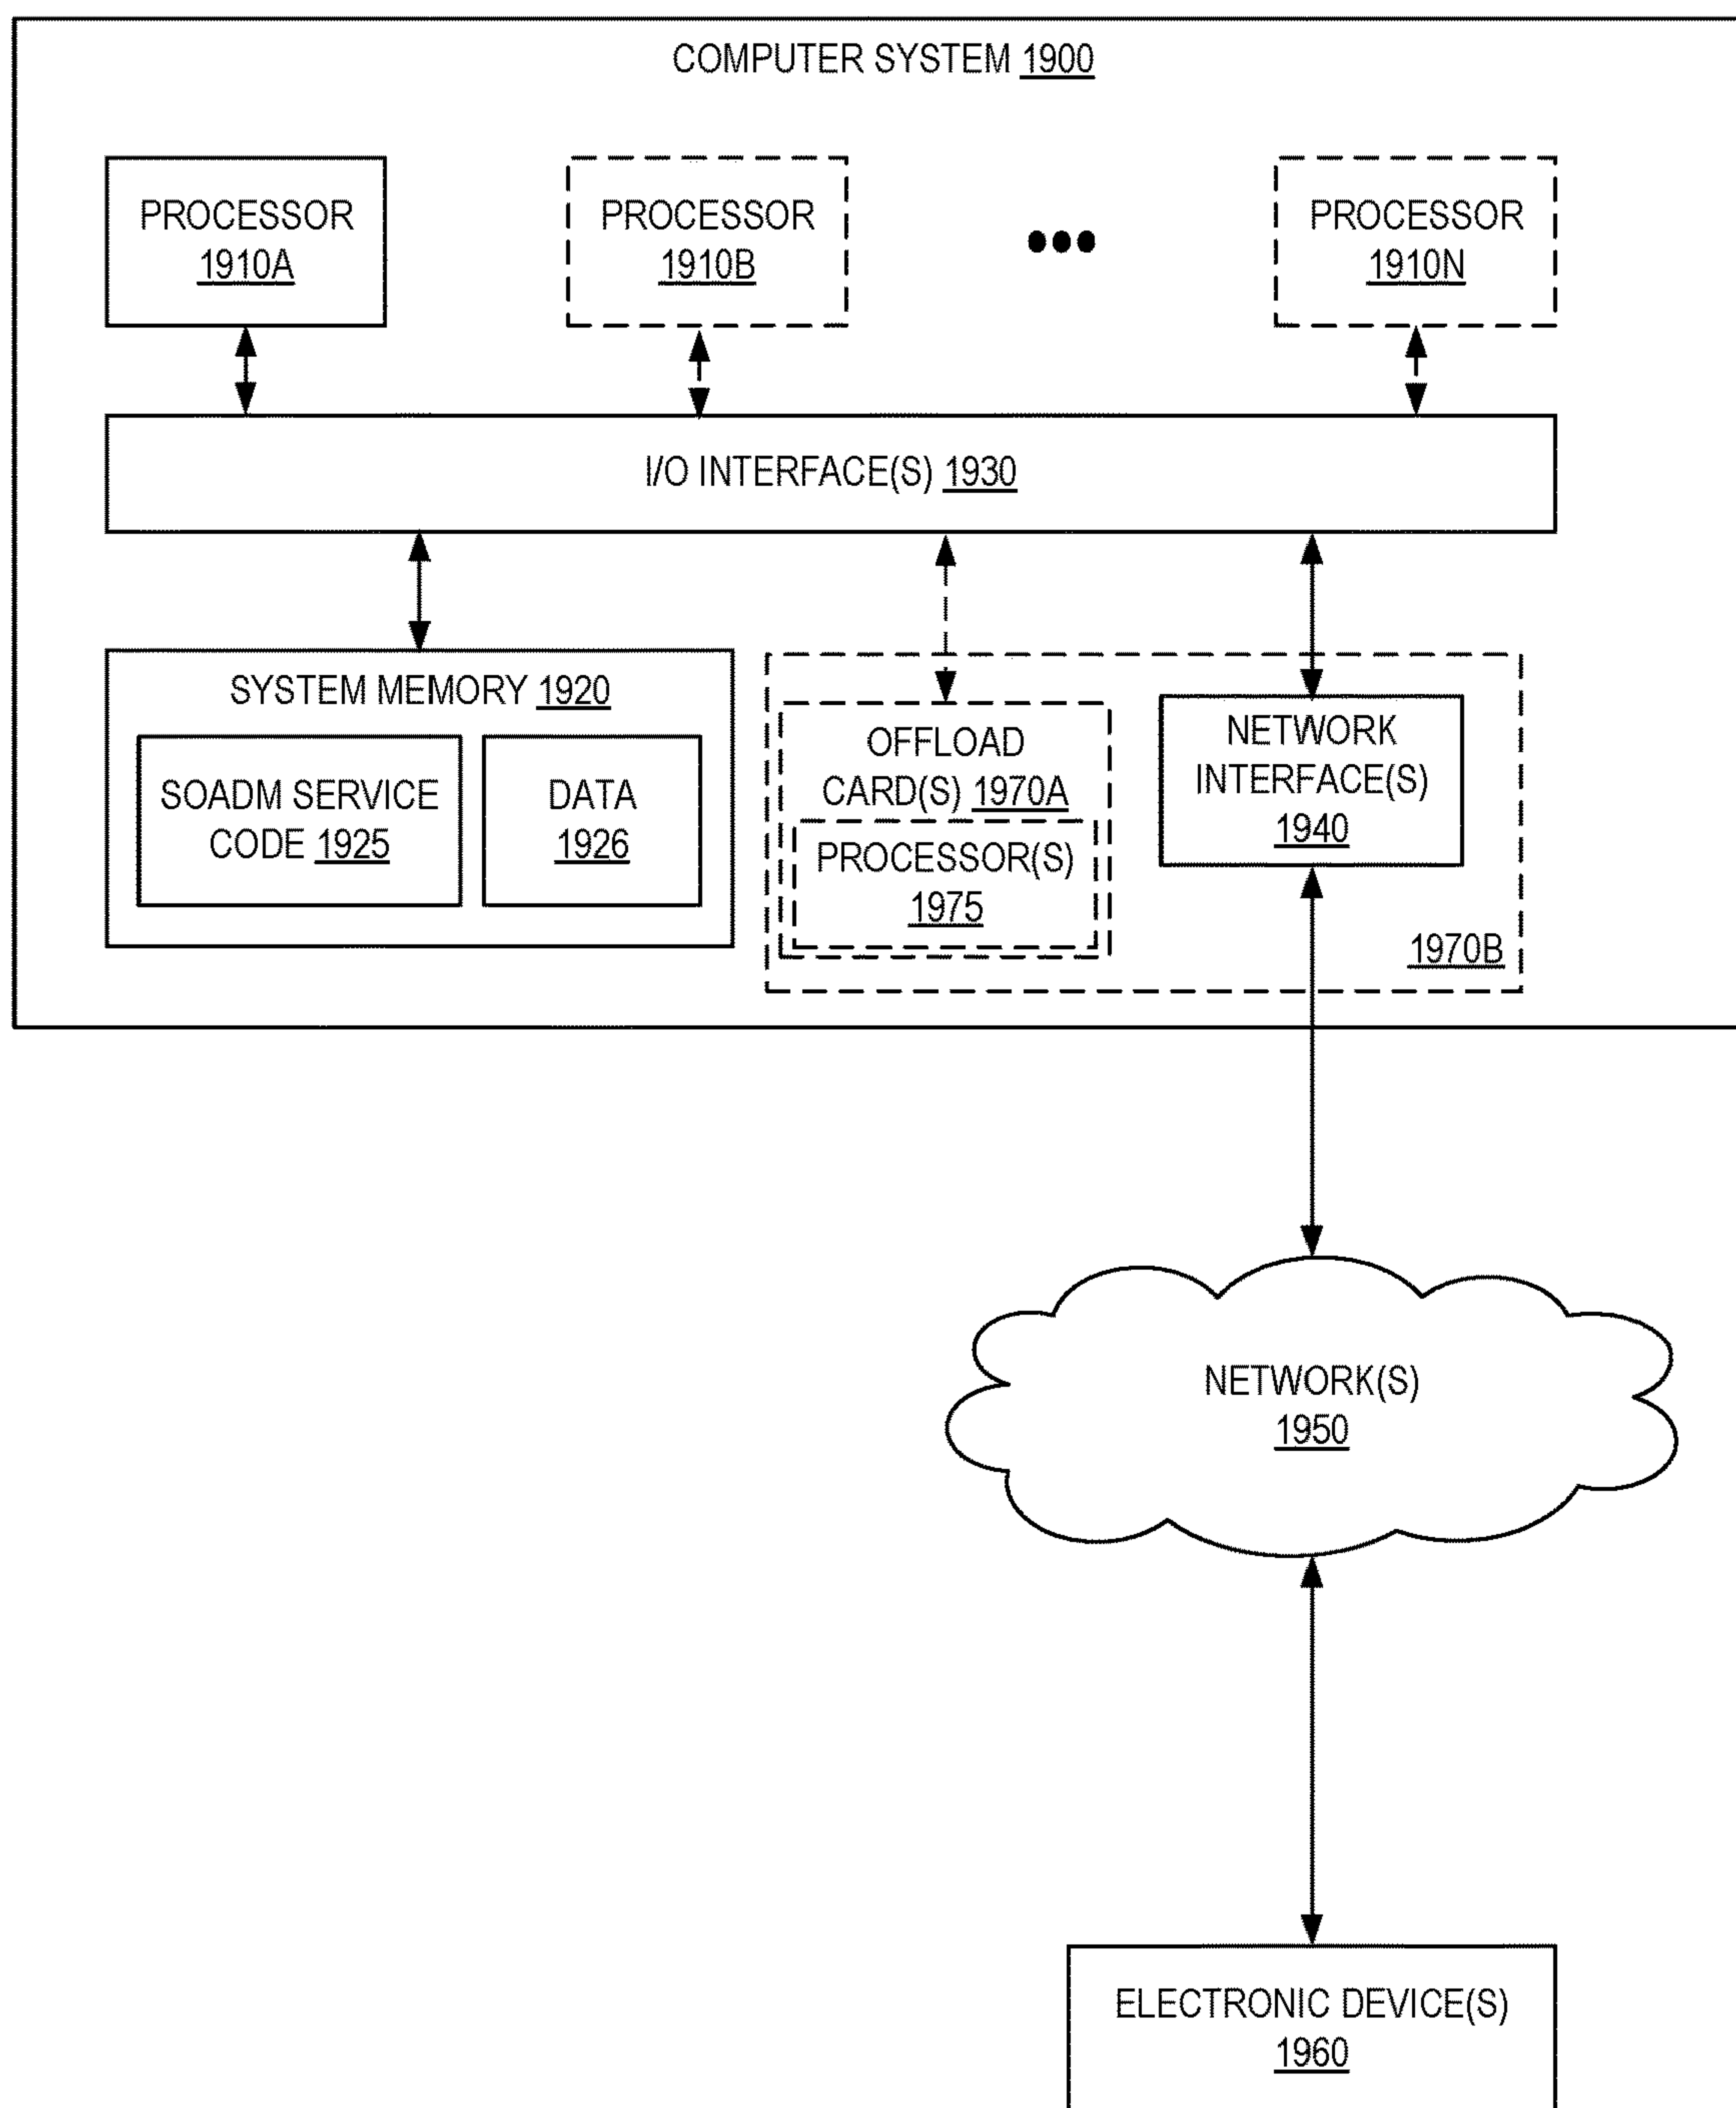 COMPUTER SYSTEM 1900
PROCESSOR
1910A
PROCESSOR
1910B
PROCESSOR
1910N
I/O INTERFACE(S) 1930
SYSTEM MEMORY 1920
SOADM SERVICE
CODE 1925
DATA
1926
OFFLOAD
CARD(S) 1970A
PROCESSOR(S)
1975
NETWORK
INTERFACE(S)
1940
1970B
NETWORK(S)
1950
ELECTRONIC DEVICE(S)
1960